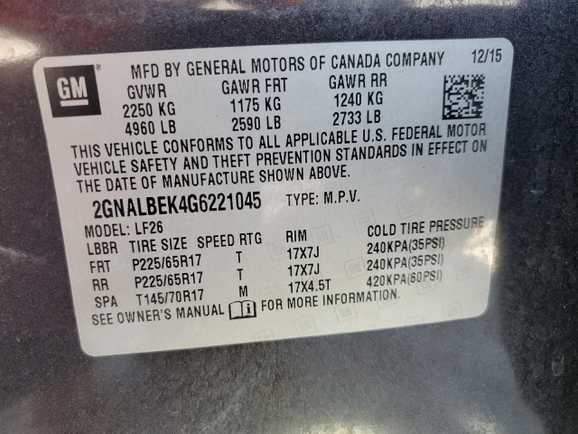 GM
MFD BY GENERAL MOTORS OF CANADA COMPANY 12/15
GVWR GAWR FRT GAWR RR
2250 KG 1175 KG 1240 KG
4960 LB 2590 LB 2733 LB
THIS VEHICLE CONFORMS TO ALL APPLICABLE U.S. FEDERAL MOTOR
VEHICLE SAFETY AND THEFT PREVENTION STANDARDS IN EFFECT ON
THE DATE OF MANUFACTURE SHOWN ABOVE.
2GNALBEK4G6221045 TYPE: M.P.V.
MODEL: LF26
LBBR TIRE SIZE SPEED RTG RIM COLD TIRE PRESSURE
FRT P225/65R17 T 17X7J 240KPA(35PSI)
RR P225/65R17 T 17X7J 240KPA(35PSI)
SPA T145/70R17 M 17X4.5T 420KPA(60PSI)
SEE OWNER'S MANUAL FOR MORE INFORMATION.